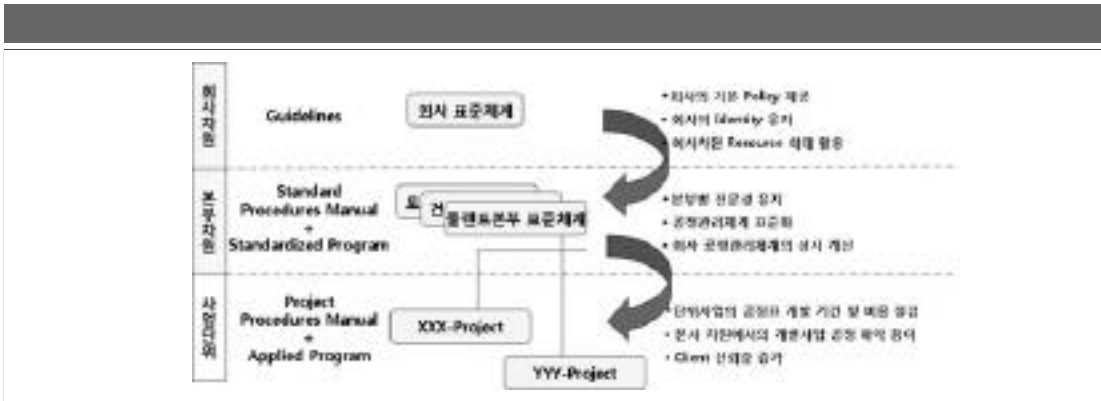 회사차원
Guidelines
회사 표준체계
• 회사의 기본 Policy 제공
• 회사의 Identity 유지
• 회사차원 Resource 최대 활용
본부차원
Standard
Procedures Manual
+
Standardized Program
토
건
플랜트본부 표준체계
• 본부별 전문성 유지
• 공정관리체계 표준화
• 회사 공정관리체계의 상시 개선
사업단위
Project
Procedures Manual
+
Applied Program
XXX-Project
YYY-Project
• 단위사업의 공정표 개발 기간 및 비용 절감
• 본사 차원에서의 개별사업 공정 파악 용이
• Client 신뢰도 증가